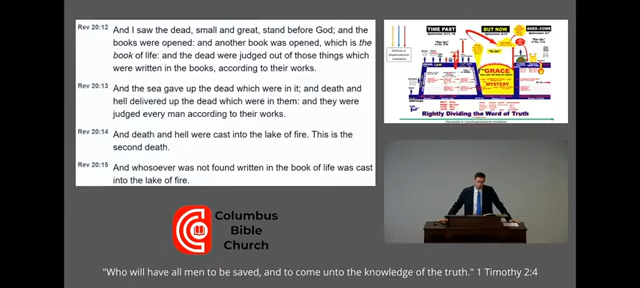 Rev 20:12 And I saw the dead, small and great, stand before God; and
the books were opened: and another book was opened, which is the
book of life: and the dead were judged out of those things which
were written in the books, according to their works.
Rev 20:13 And the sea gave up the dead which were in it; and death and
hell delivered up the dead which were in them: and they were
judged every man according to their works.
Rev 20:14 And death and hell were cast into the lake of fire. This is the
second death.
Rev 20:15 And whosoever was not found written in the book of life was cast
into the lake of fire.
TIME PAST
BUT NOW
AGES-COME
GRACE
MYSTERY
Rightly Dividing the Word of Truth
Columbus
Bible
Church
"Who will have all men to be saved, and to come unto the knowledge of the truth." 1 Timothy 2:4